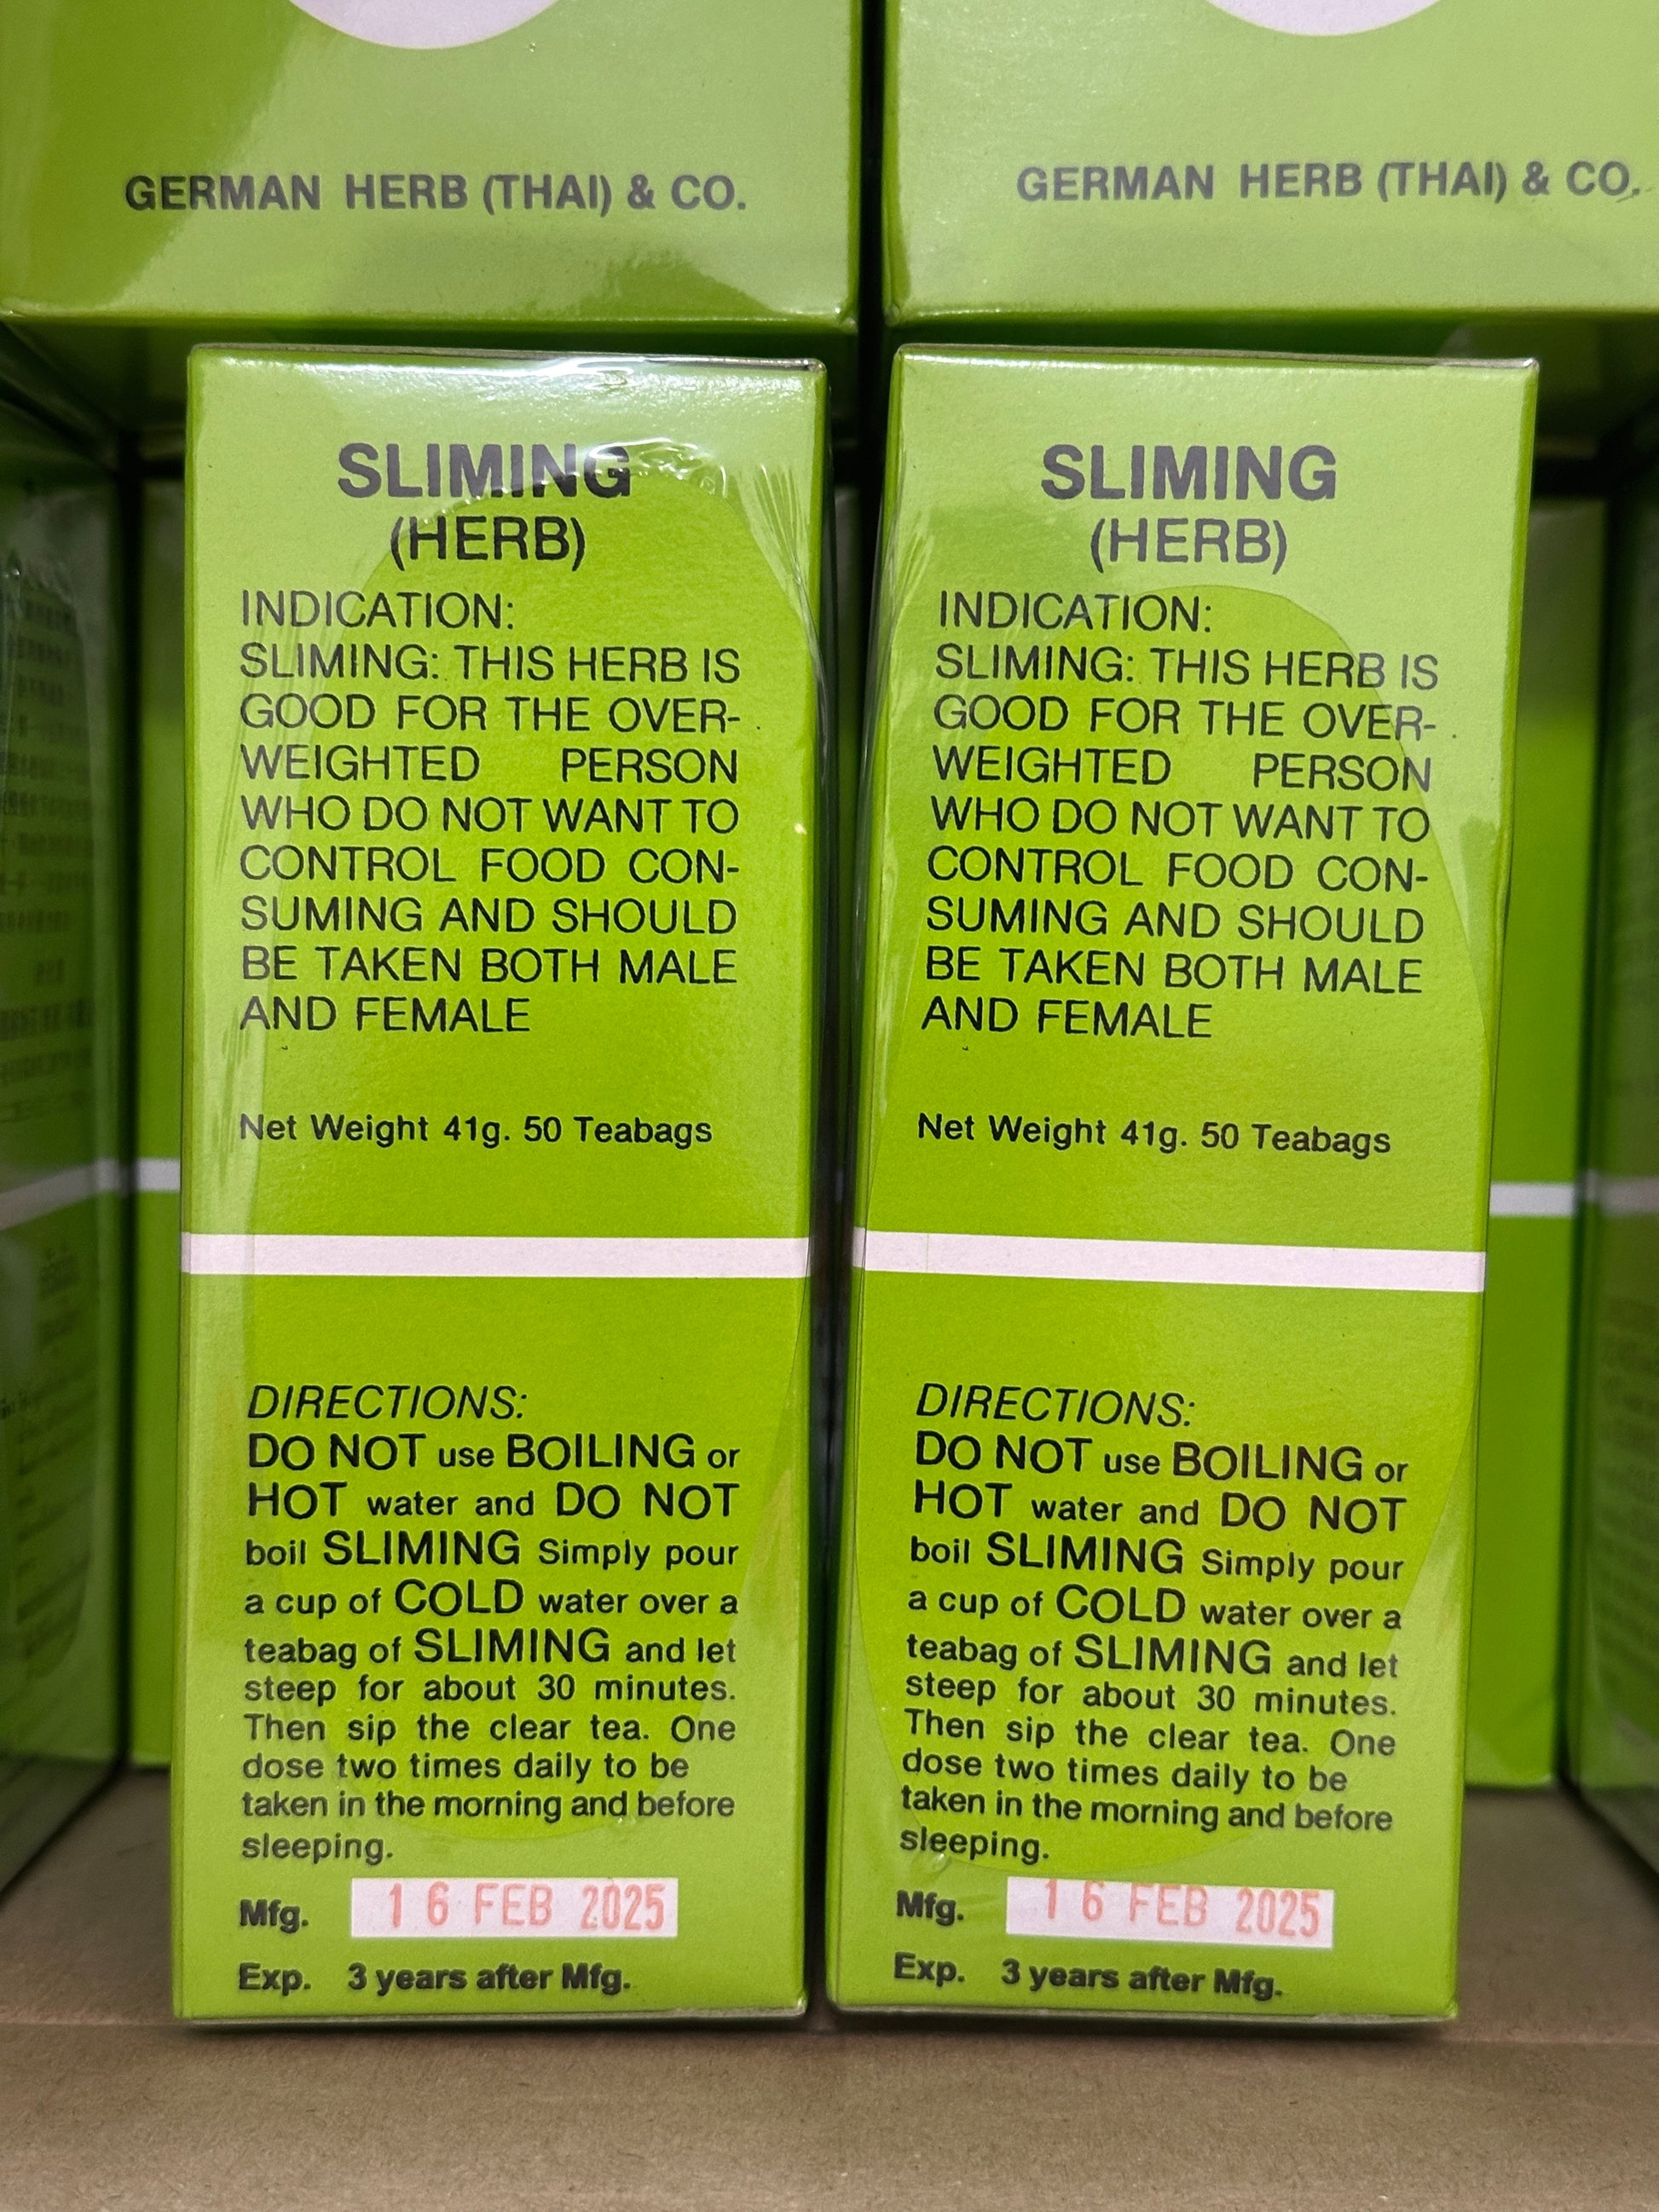 GERMAN HERB (THAI) & CO.
GERMAN HERB (THAI) & CO.
SLIMING
(HERB)
INDICATION:
SLIMING: THIS HERB IS
GOOD FOR THE OVER-
WEIGHTED PERSON
WHO DO NOT WANT TO
CONTROL FOOD CON-
SUMING AND SHOULD
BE TAKEN BOTH MALE
AND FEMALE
Net Weight 41g. 50 Teabags
DIRECTIONS:
DO NOT use BOILING or
HOT water and DO NOT
boil SLIMING Simply pour
a cup of COLD water over a
teabag of SLIMING and let
steep for about 30 minutes.
Then sip the clear tea. One
dose two times daily to be
taken in the morning and before
sleeping.
Mfg. 16 FEB 2025
Exp. 3 years after Mfg.
SLIMING
(HERB)
INDICATION:
SLIMING: THIS HERB IS
GOOD FOR THE OVER-
WEIGHTED PERSON
WHO DO NOT WANT TO
CONTROL FOOD CON-
SUMING AND SHOULD
BE TAKEN BOTH MALE
AND FEMALE
Net Weight 41g. 50 Teabags
DIRECTIONS:
DO NOT use BOILING or
HOT water and DO NOT
boil SLIMING Simply pour
a cup of COLD water over a
teabag of SLIMING and let
steep for about 30 minutes.
Then sip the clear tea. One
dose two times daily to be
taken in the morning and before
sleeping.
Mfg. 16 FEB 2025
Exp. 3 years after Mfg.